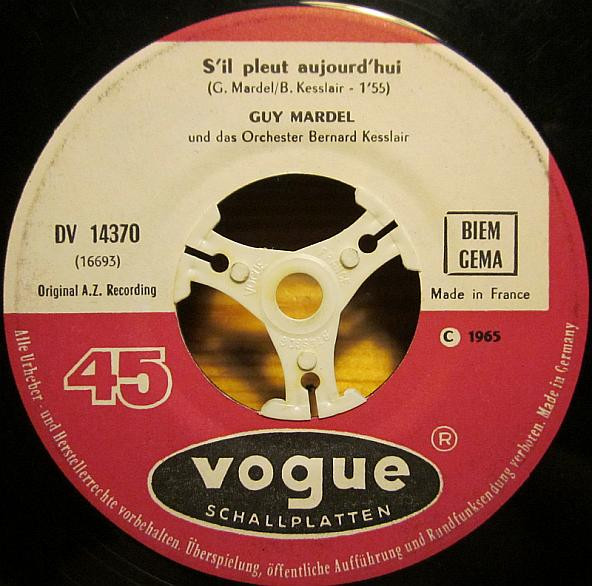 S'il pleut aujourd'hui
(G. Mardel/B. Kesslair - 1'55)
GUY MARDEL
und das Orchester Bernard Kesslair
DV 14370
(16693)
Original A.Z. Recording
BIEM
GEMA
Made in France
45
C 1965
vogue
SCHALLPLATTEN
®
Alle Urheber- und Herstellerrechte vorbehalten. Überspielung, öffentliche Aufführung und Rundfunksendung verboten. Made in Germany